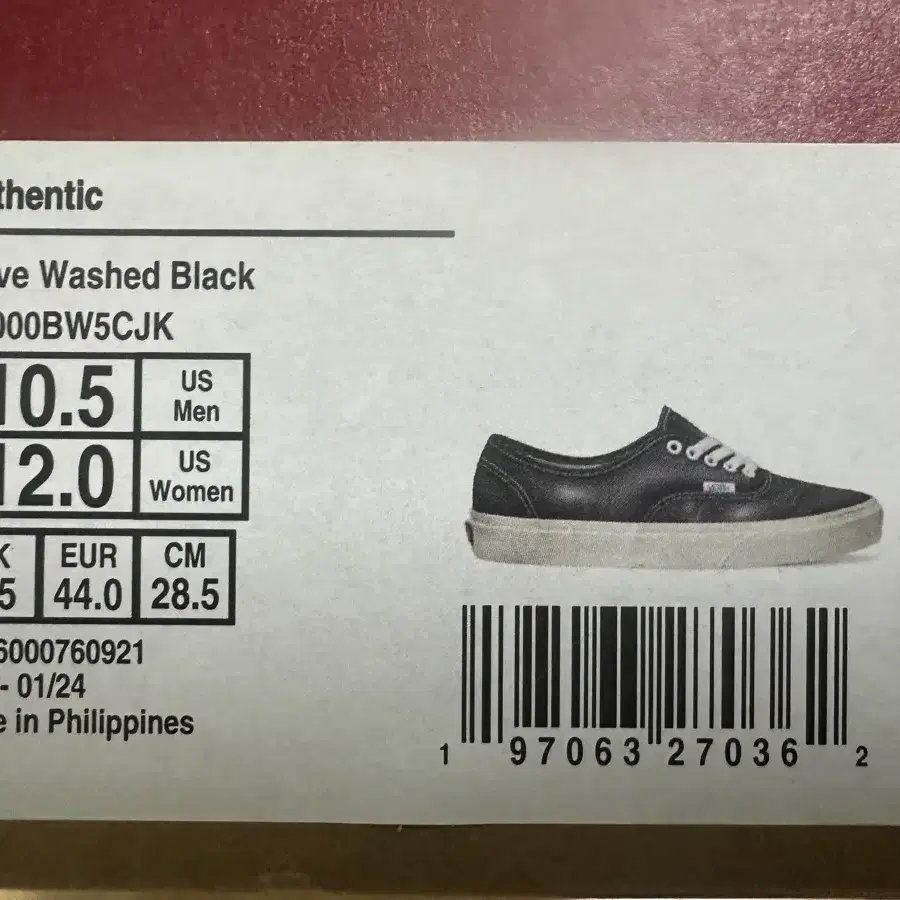 thentic
ve Washed Black
000BW5CJK
10.5 US Men
12.0 US Women
K EUR CM
5 44.0 28.5
6000760921
- 01/24
e in Philippines
VANS
1 97063 27036 2